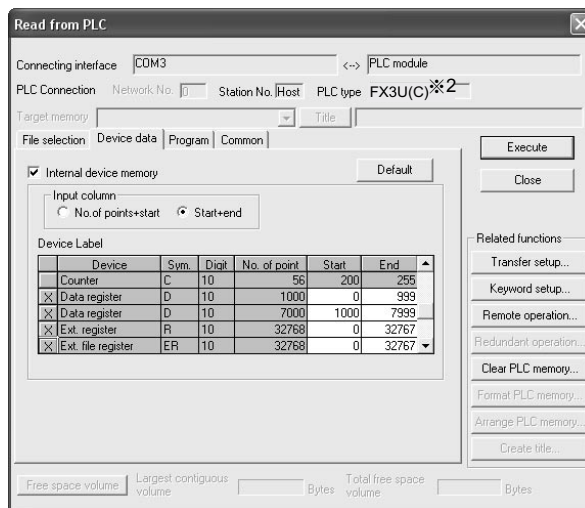 Read from PLC
Connecting interface COM3 <--> PLC module
PLC Connection Network No. 0 Station No. Host PLC type FX3U(C)※2
Target memory Title
File selection Device data Program Common
Execute
Internal device memory Default
Close
Input column
No.of points+start Start+end
Device Label
Related functions
Device Sym. Digit No. of point Start End
Transfer setup...
Counter C 10 56 200 255
X Data register D 10 1000 0 999
Keyword setup...
X Data register D 10 7000 1000 7999
Remote operation...
X Ext. register R 10 32768 0 32767
Redundant operation...
X Ext. file register ER 10 32768 0 32767
Clear PLC memory...
Format PLC memory...
Arrange PLC memory...
Create title...
Free space volume Largest contiguous volume Bytes Total free space volume Bytes